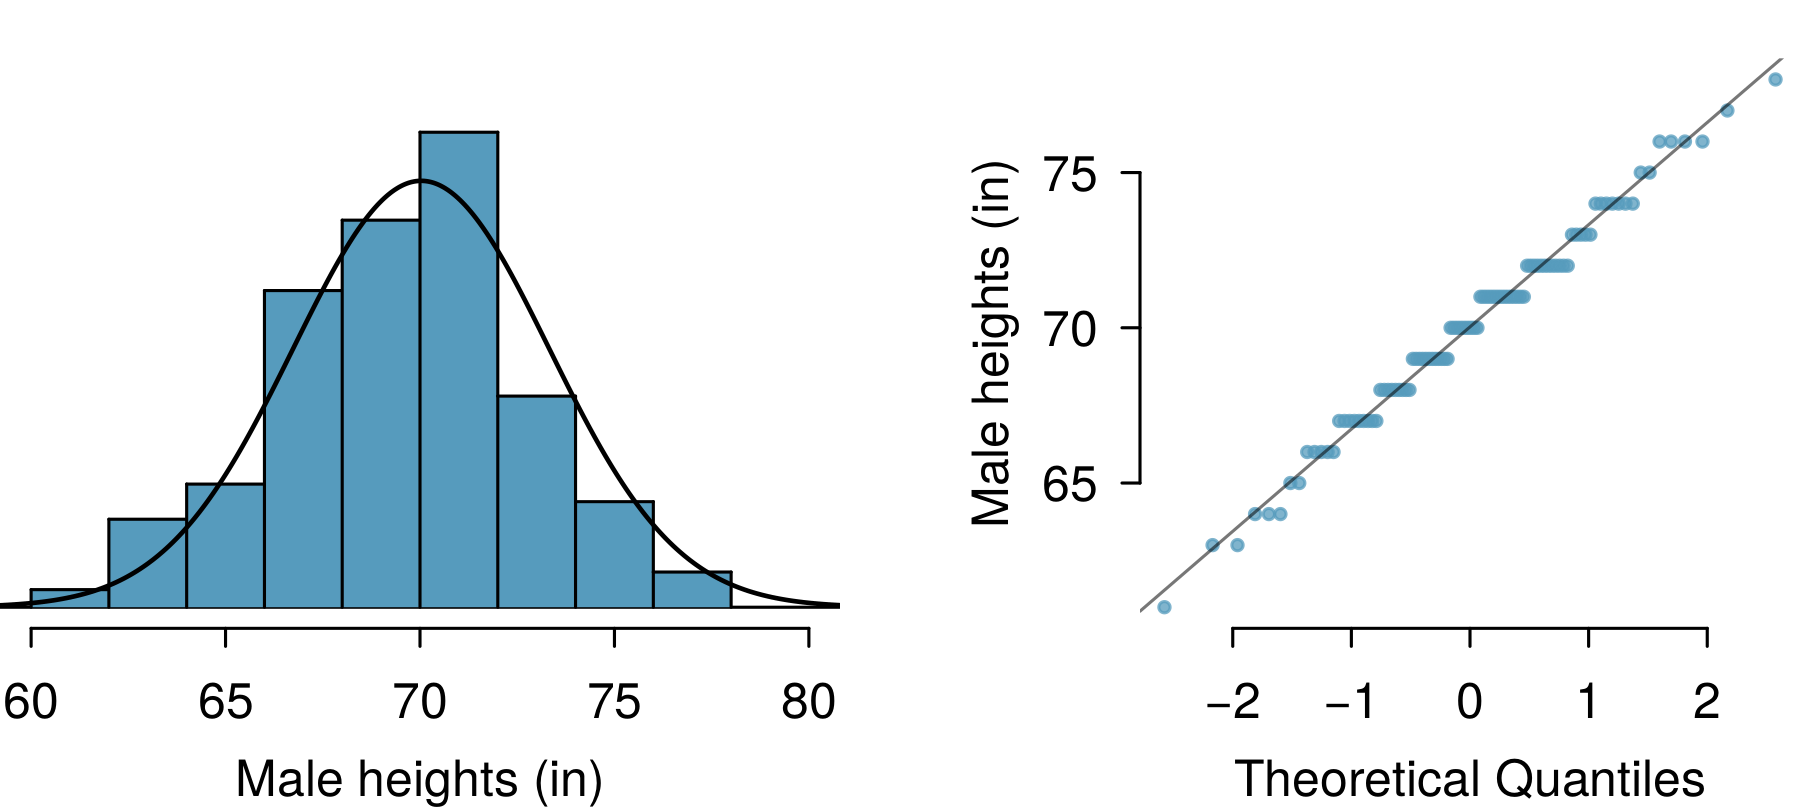 60 65 70 75 80
Male heights (in)
Male heights (in)
75
70
65
−2 −1 0 1 2
Theoretical Quantiles